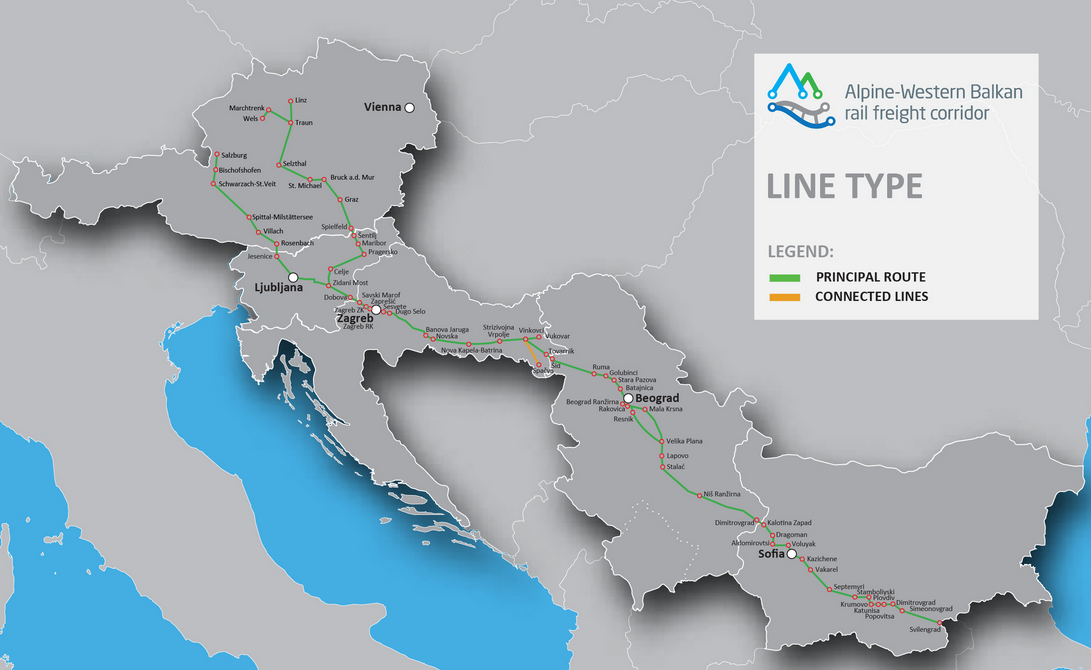 Alpine-Western Balkan
rail freight corridor
LINE TYPE
LEGEND:
PRINCIPAL ROUTE
CONNECTED LINES
Linz
Marchtrenk
Wels
Traun
Vienna
Salzburg
Bischofshofen
Schwarzach-St.Veit
Selzthal
St. Michael
Bruck a.d. Mur
Graz
Spittal-Milstättersee
Villach
Rosenbach
Jesenice
Spielfeld
Šentilj
Maribor
Pragersko
Ljubljana
Celje
Zidani Most
Dobova
Savski Marof
Zaprešić
Sesvete
Zagreb ZK
Dugo Selo
Zagreb
Zagreb RK
Banova Jaruga
Novska
Nova Kapela-Batrina
Strizivojna
Vrpolje
Vinkovci
Vukovar
Tovarnik
Šid
Spačva
Ruma
Golubinci
Stara Pazova
Batajnica
Beograd
Beograd Ranžirna
Rakovica
Mala Krsna
Resnik
Velika Plana
Lapovo
Stalać
Niš Ranžirna
Dimitrovgrad
Kalotina Zapad
Dragoman
Aldomirovtsi
Voluyak
Sofia
Kazichene
Vakarel
Septemvri
Stamboliyski
Plovdiv
Krumovo
Dimitrovgrad
Katunisa
Simeonovgrad
Popovitsa
Svilengrad